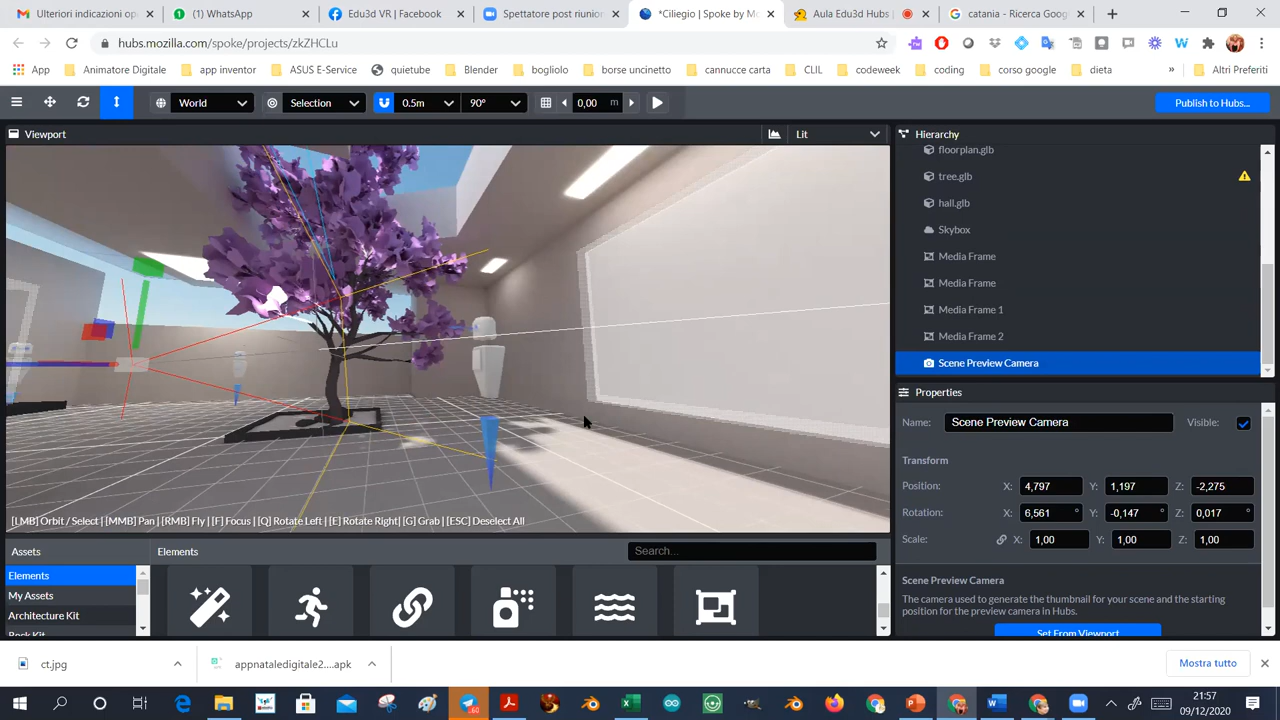 Ulteriori indicazioni op
(1) WhatsApp
Edu3d VR | Facebook
Spettatore post riunior
*Ciliegio | Spoke by Mo
Aula Edu3d Hubs |
catania - Ricerca Goog
hubs.mozilla.com/spoke/projects/zkZHCLu
App
Animatore Digitale
app inventor
ASUS E-Service
quietube
Blender
bogliolo
borse uncinetto
cannucce carta
CLIL
codeweek
coding
corso google
dieta
»
Altri Preferiti
World
Selection
0.5m
90°
0,00 m
Publish to Hubs...
Viewport
Lit
Hierarchy
floorplan.glb
tree.glb
hall.glb
Skybox
Media Frame
Media Frame
Media Frame 1
Media Frame 2
Scene Preview Camera
Properties
Name: Scene Preview Camera Visible:
Transform
Position: X: 4,797 Y: 1,197 Z: -2,275
Rotation: X: 6,561 ° Y: -0,147 ° Z: 0,017 °
Scale: X: 1,00 Y: 1,00 Z: 1,00
Scene Preview Camera
The camera used to generate the thumbnail for your scene and the starting
position for the preview camera in Hubs.
Set From Viewport
[LMB] Orbit / Select | [MMB] Pan | [RMB] Fly | [F] Focus | [Q] Rotate Left | [E] Rotate Right| [G] Grab | [ESC] Deselect All
Assets
Elements
Search...
Elements
My Assets
Architecture Kit
Rock Kit
ct.jpg
appnataledigitale2....apk
Mostra tutto
21:57
09/12/2020